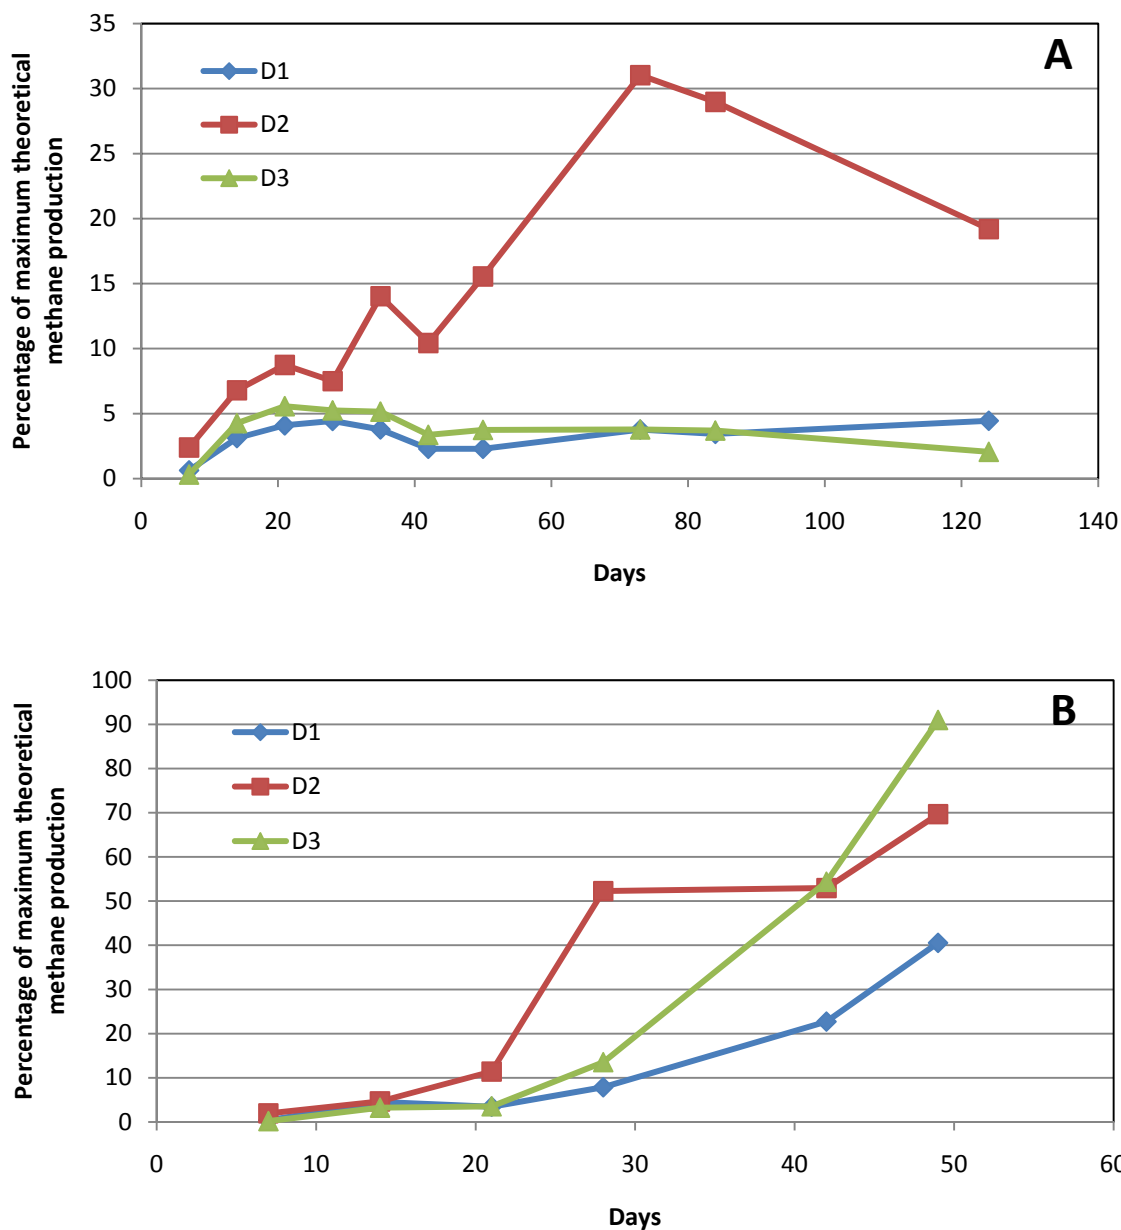 Percentage of maximum theoretical
methane production
35
30
25
20
15
10
5
0
A
D1
D2
D3
0 20 40 60 80 100 120 140
Days
Percentage of maximum theoretical
methane production
100
90
80
70
60
50
40
30
20
10
0
B
D1
D2
D3
0 10 20 30 40 50 60
Days